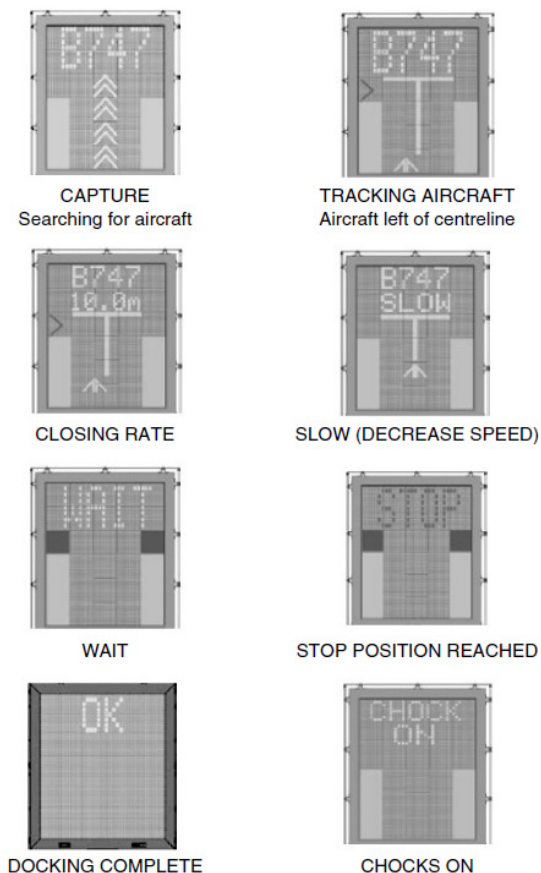 B747
CAPTURE
Searching for aircraft
B747
TRACKING AIRCRAFT
Aircraft left of centreline
B747
10.0m
CLOSING RATE
B747
SLOW
SLOW (DECREASE SPEED)
WAIT
WAIT
STOP
STOP POSITION REACHED
OK
DOCKING COMPLETE
CHOCK
ON
CHOCKS ON